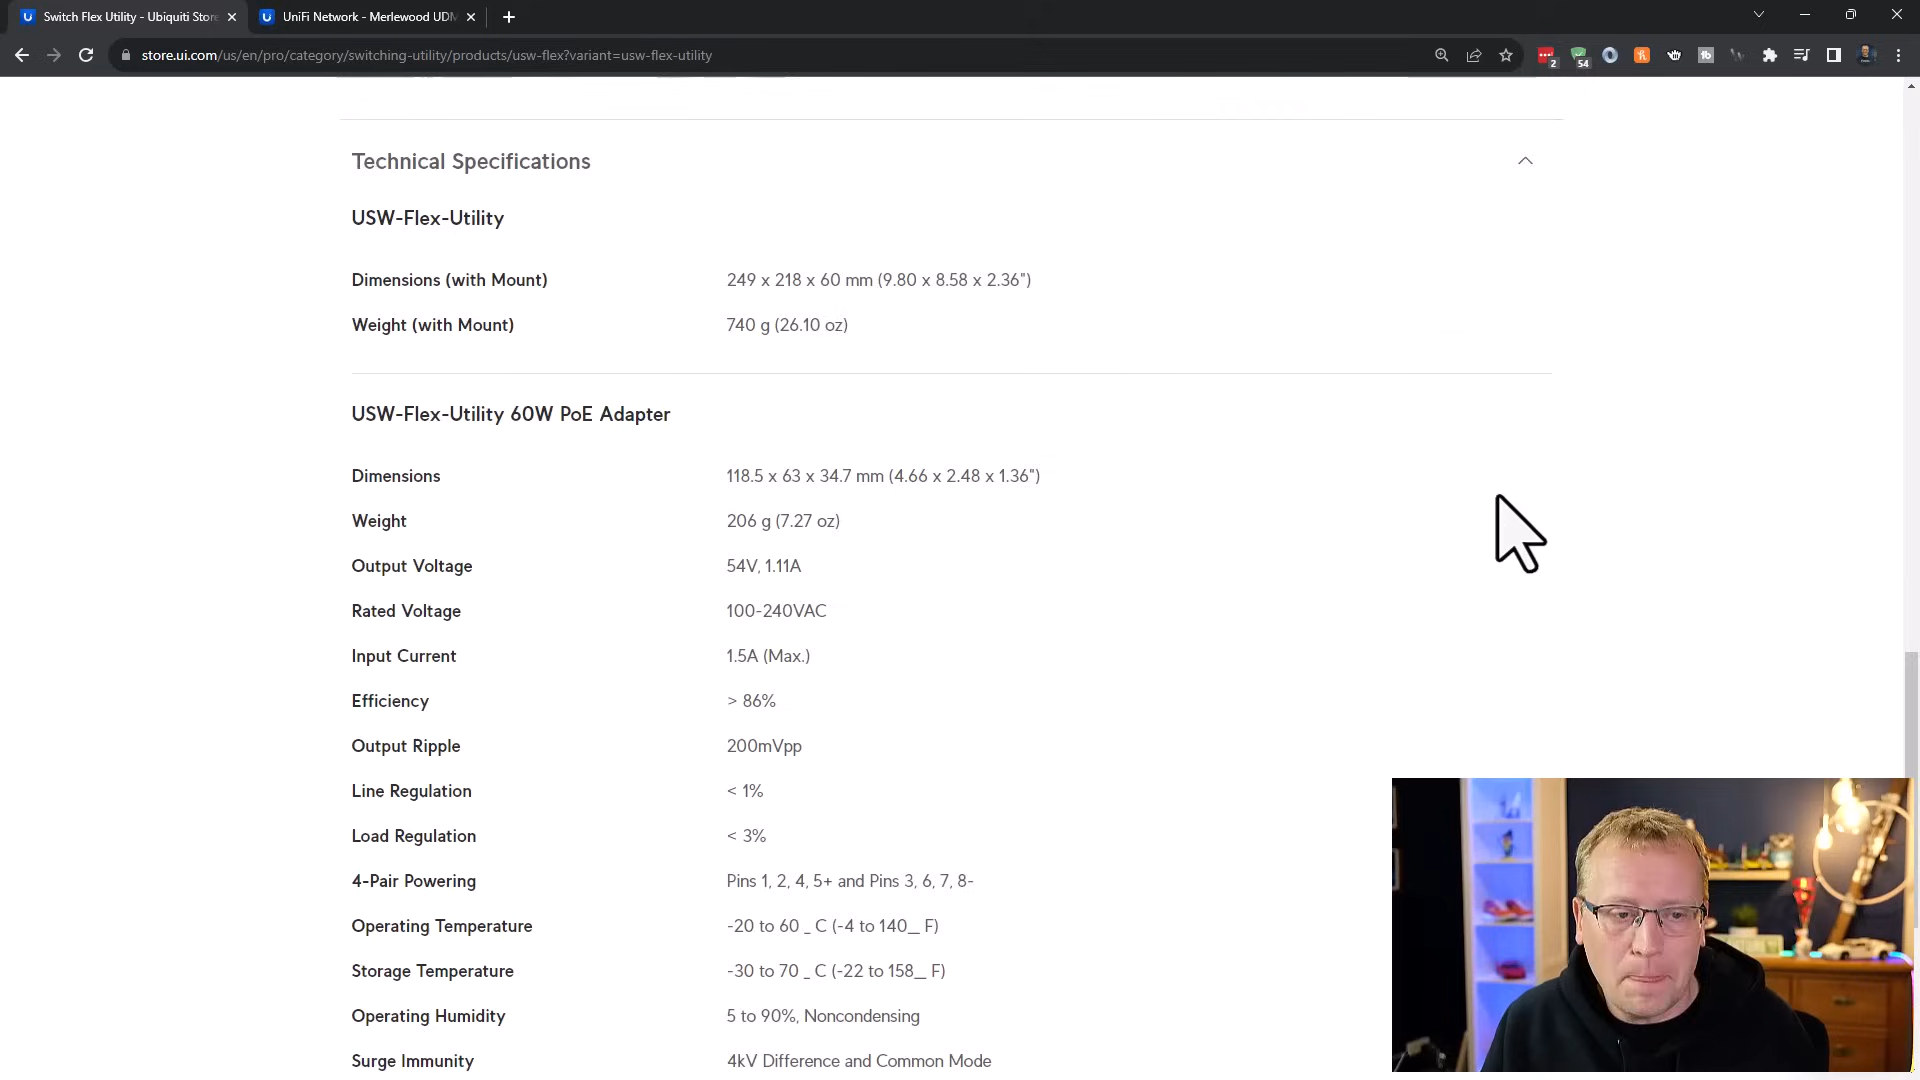 Switch Flex Utility - Ubiquiti Store
UniFi Network - Merlewood UDM
store.ui.com/us/en/pro/category/switching-utility/products/usw-flex?variant=usw-flex-utility
2
54
Technical Specifications
USW-Flex-Utility
Dimensions (with Mount) 249 x 218 x 60 mm (9.80 x 8.58 x 2.36")
Weight (with Mount) 740 g (26.10 oz)
USW-Flex-Utility 60W PoE Adapter
Dimensions 118.5 x 63 x 34.7 mm (4.66 x 2.48 x 1.36")
Weight 206 g (7.27 oz)
Output Voltage 54V, 1.11A
Rated Voltage 100-240VAC
Input Current 1.5A (Max.)
Efficiency > 86%
Output Ripple 200mVpp
Line Regulation < 1%
Load Regulation < 3%
4-Pair Powering Pins 1, 2, 4, 5+ and Pins 3, 6, 7, 8-
Operating Temperature -20 to 60 _ C (-4 to 140__ F)
Storage Temperature -30 to 70 _ C (-22 to 158__ F)
Operating Humidity 5 to 90%, Noncondensing
Surge Immunity 4kV Difference and Common Mode